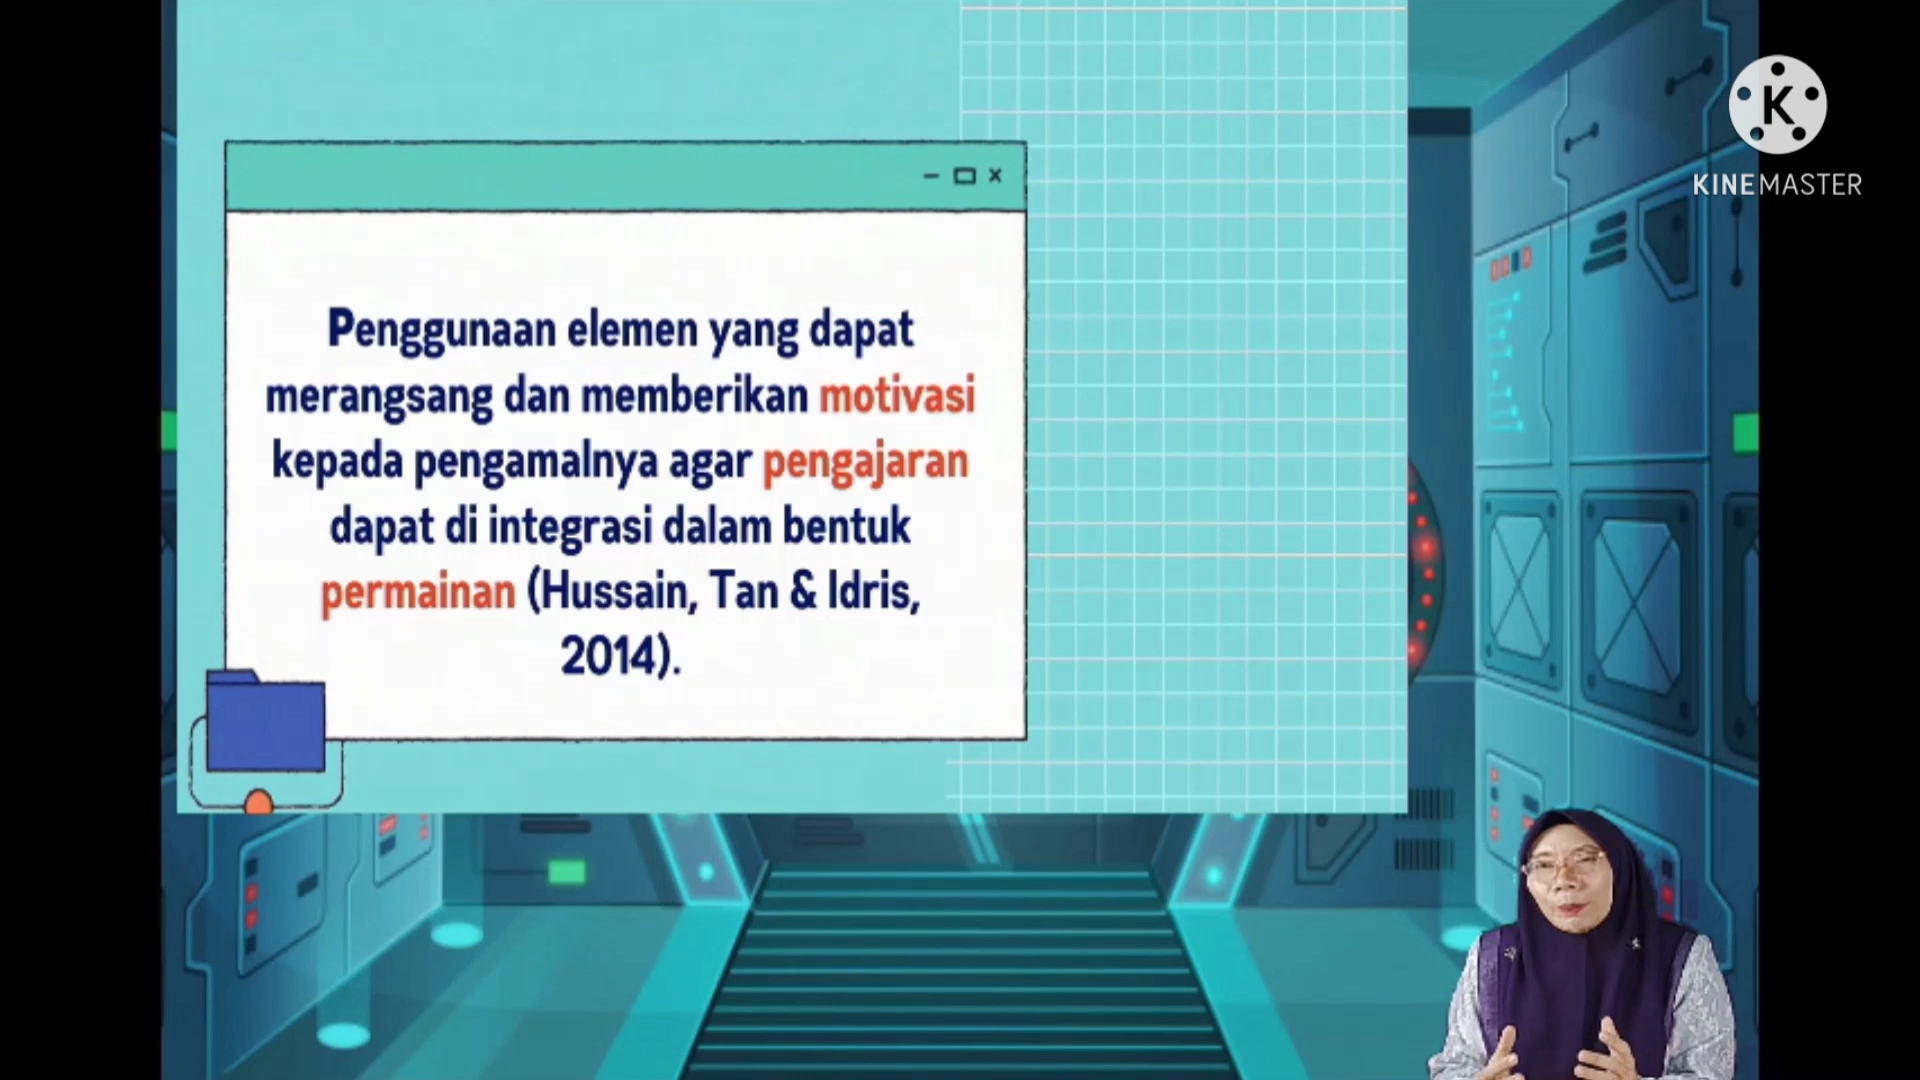 KINEMASTER
Penggunaan elemen yang dapat
merangsang dan memberikan motivasi
kepada pengamalnya agar pengajaran
dapat di integrasi dalam bentuk
permainan (Hussain, Tan & Idris,
2014).